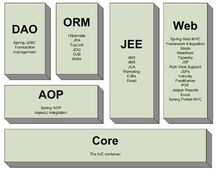 DAO
Spring JDBC
Transaction
management
ORM
Hibernate
JPA
TopLink
JDO
OJB
iBatis
JEE
JMX
JMS
JCA
Remoting
EJBs
Email
Web
Spring Web MVC
Framework Integration
Struts
WebWork
Tapestry
JSF
Rich View Support
JSPs
Velocity
FreeMarker
PDF
Jasper Reports
Excel
Spring Portlet MVC
AOP
Spring AOP
AspectJ integration
Core
The IoC container